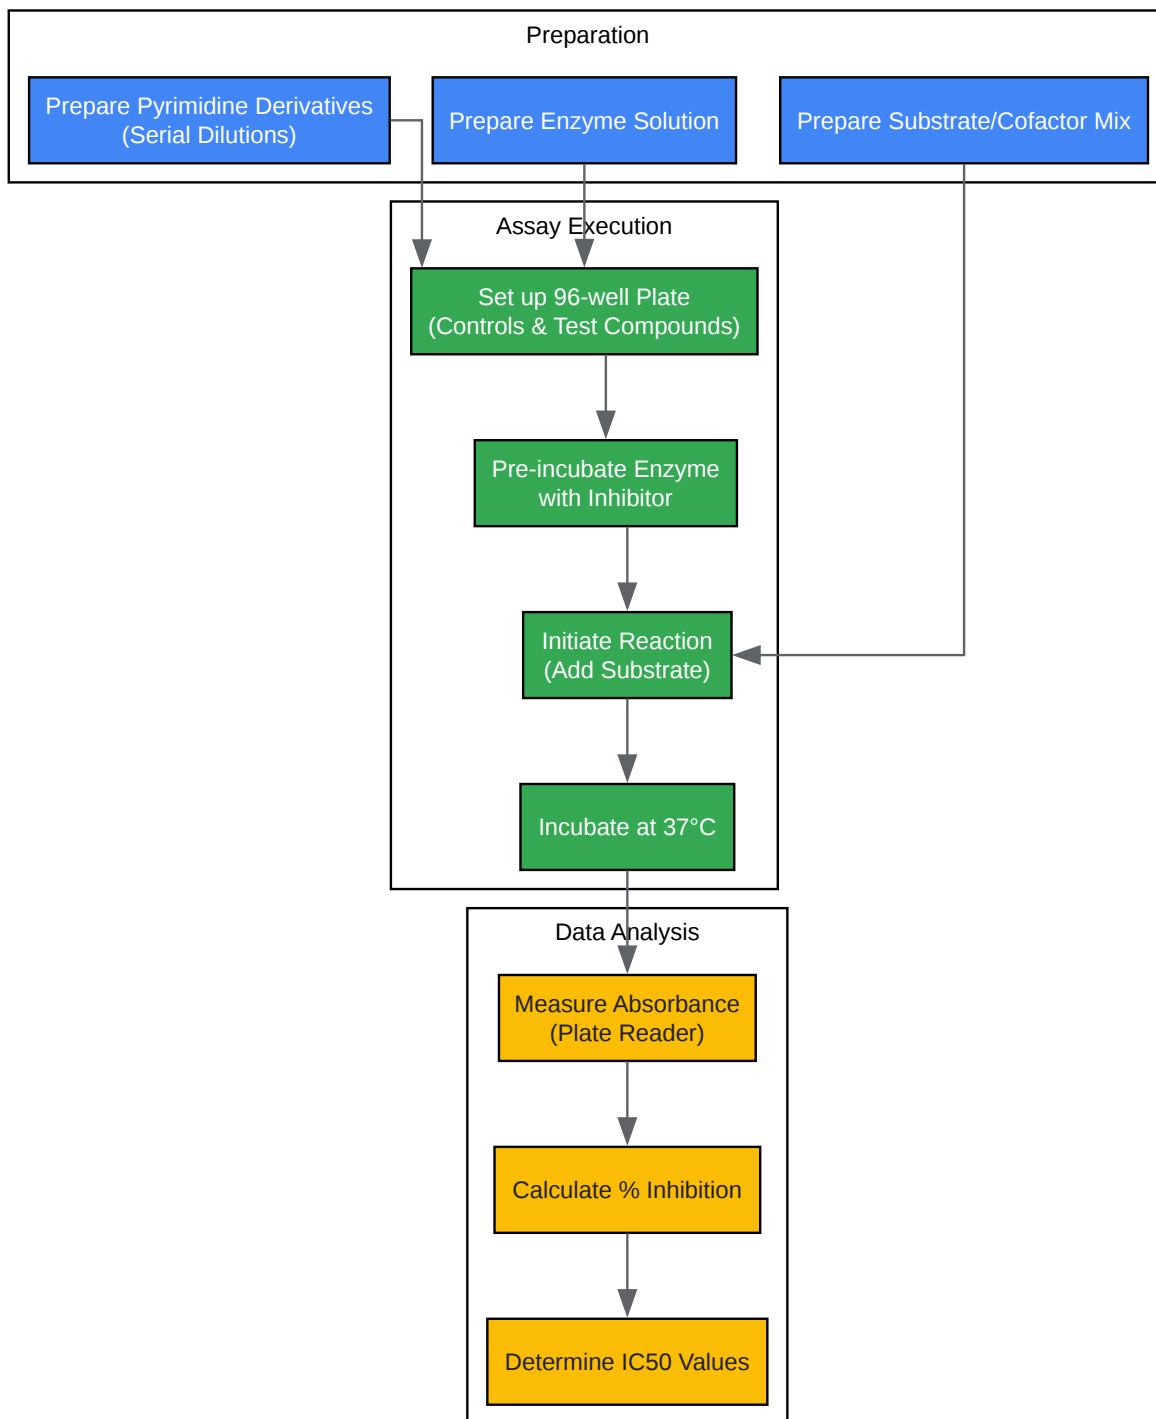 Preparation
Prepare Pyrimidine Derivatives
(Serial Dilutions)
Prepare Enzyme Solution
Prepare Substrate/Cofactor Mix
Assay Execution
Set up 96-well Plate
(Controls & Test Compounds)
Pre-incubate Enzyme
with Inhibitor
Initiate Reaction
(Add Substrate)
Incubate at 37°C
Data Analysis
Measure Absorbance
(Plate Reader)
Calculate % Inhibition
Determine IC50 Values